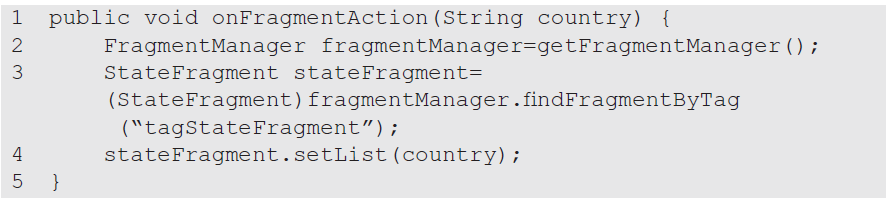 1 public void onFragmentAction(String country) {
2 FragmentManager fragmentManager=getFragmentManager();
3 StateFragment stateFragment=
(StateFragment)fragmentManager.findFragmentByTag
(“tagStateFragment”);
4 stateFragment.setList(country);
5 }